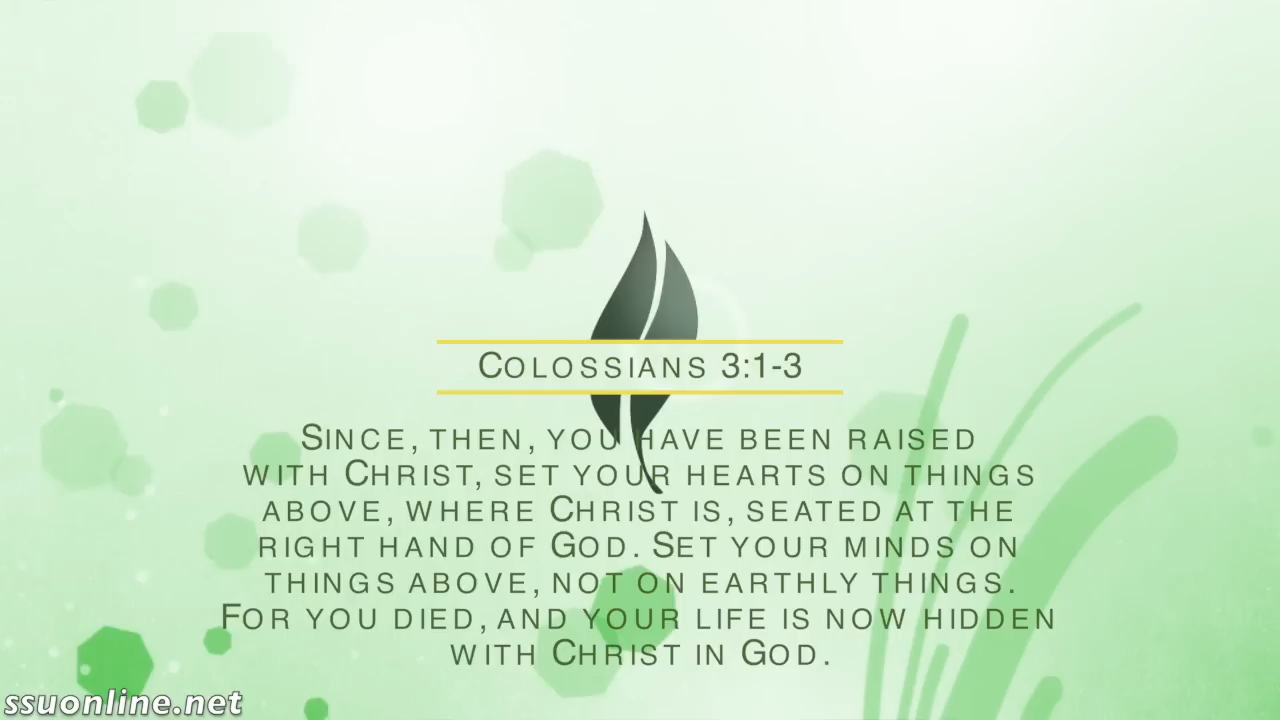 Colossians 3:1-3
Since, then, you have been raised
with Christ, set your hearts on things
above, where Christ is, seated at the
right hand of God. Set your minds on
things above, not on earthly things.
For you died, and your life is now hidden
with Christ in God.
ssuonline.net